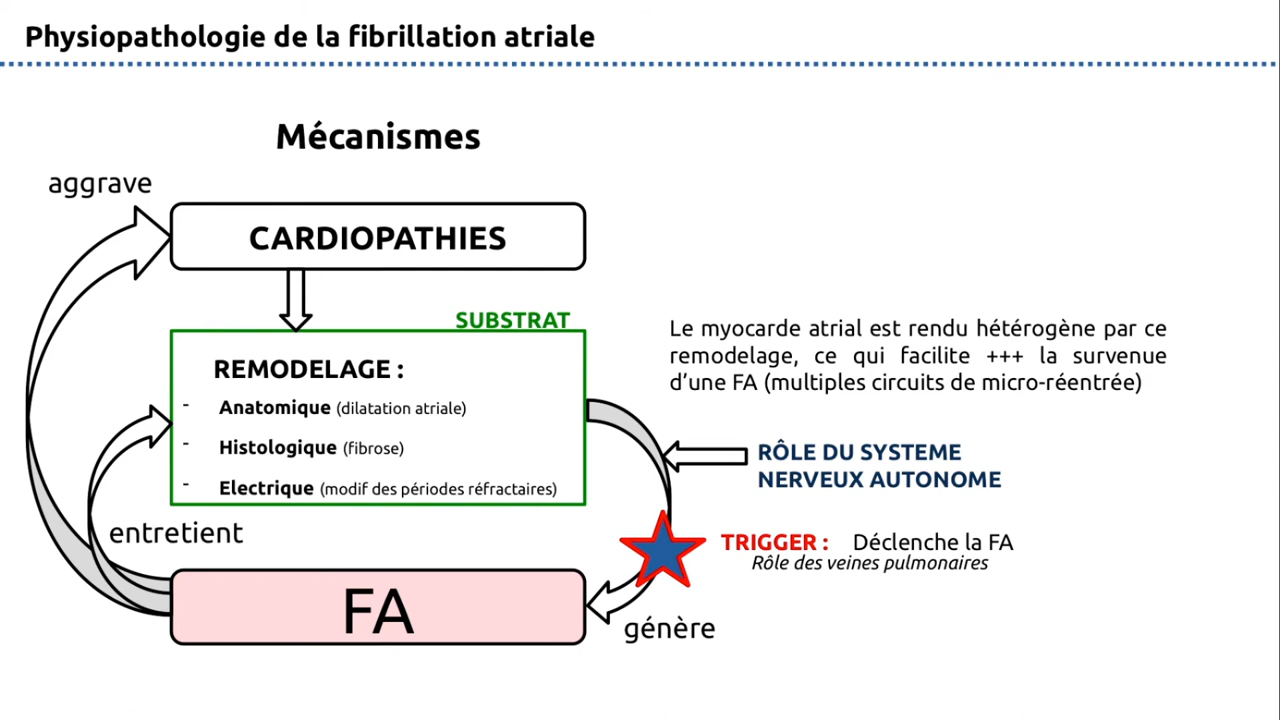 Physiopathologie de la fibrillation atriale
Mécanismes
aggrave
CARDIOPATHIES
SUBSTRAT
REMODELAGE :
- Anatomique (dilatation atriale)
- Histologique (fibrose)
- Electrique (modif des périodes réfractaires)
Le myocarde atrial est rendu hétérogène par ce
remodelage, ce qui facilite +++ la survenue
d’une FA (multiples circuits de micro-réentrée)
RÔLE DU SYSTEME
NERVEUX AUTONOME
entretient
TRIGGER : Déclenche la FA
Rôle des veines pulmonaires
FA
génère